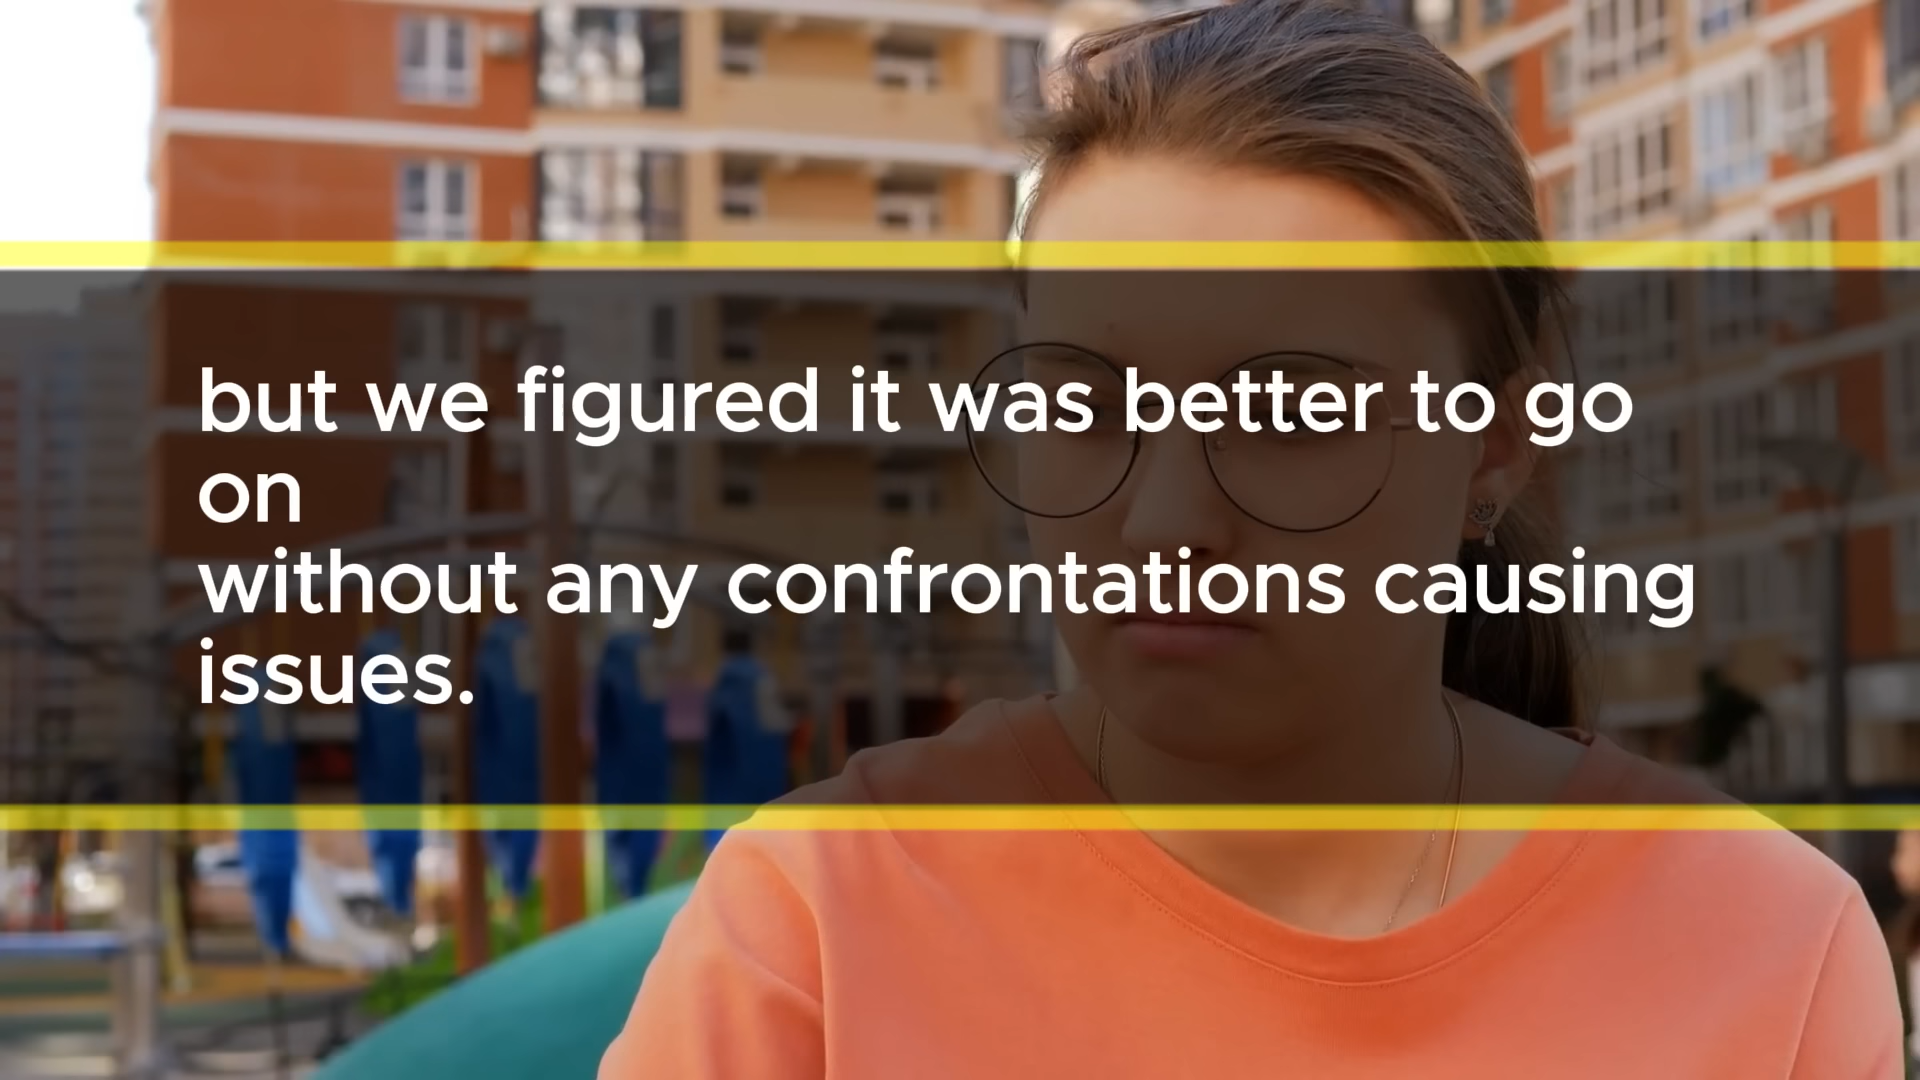 but we figured it was better to go
on
without any confrontations causing
issues.